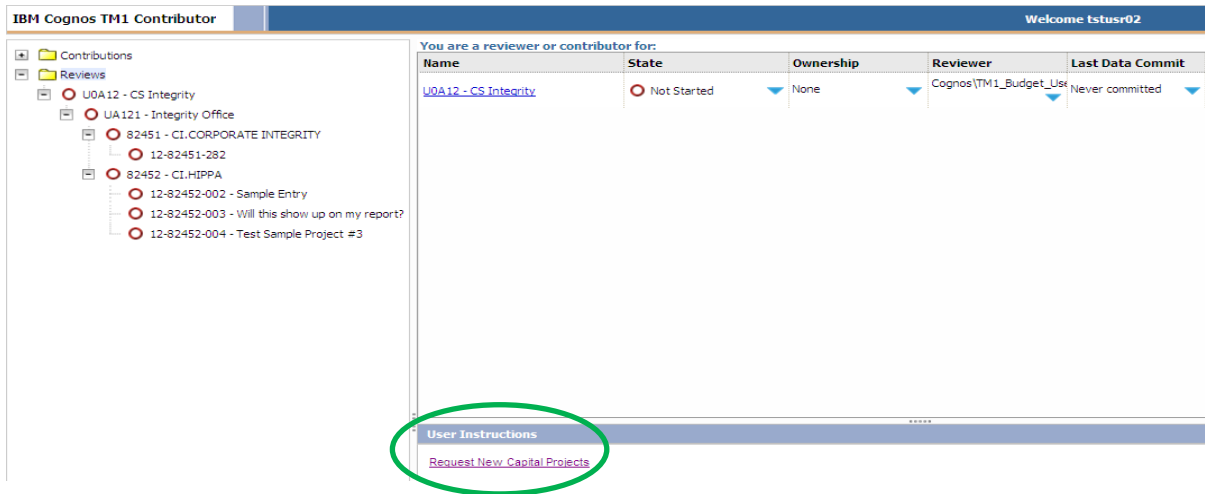 IBM Cognos TM1 Contributor
Welcome tstusr02
Contributions
Reviews
U0A12 - CS Integrity
UA121 - Integrity Office
82451 - CI.CORPORATE INTEGRITY
12-82451-282
82452 - CI.HIPPA
12-82452-002 - Sample Entry
12-82452-003 - Will this show up on my report?
12-82452-004 - Test Sample Project #3
You are a reviewer or contributor for:
Name State Ownership Reviewer Last Data Commit
U0A12 - CS Integrity Not Started None Cognos\TM1_Budget_Use Never committed
User Instructions
Request New Capital Projects